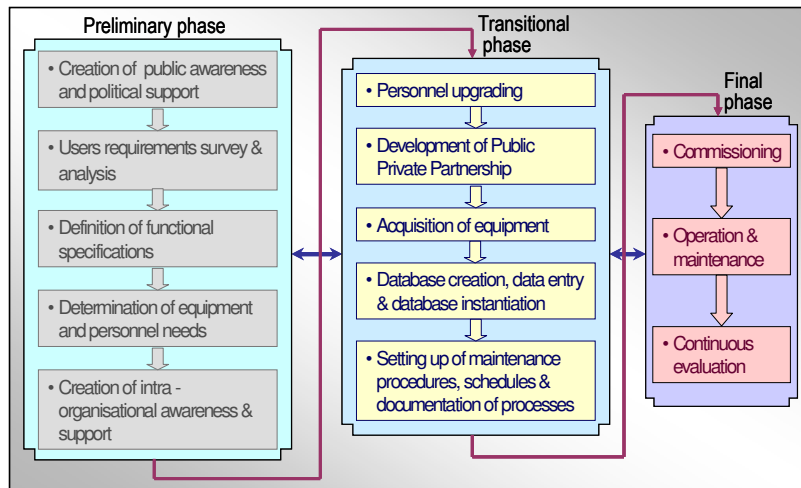 Preliminary phase
• Creation of public awareness
and political support
• Users requirements survey &
analysis
• Definition of functional
specifications
• Determination of equipment
and personnel needs
• Creation of intra -
organisational awareness &
support
Transitional
phase
• Personnel upgrading
• Development of Public
Private Partnership
• Acquisition of equipment
• Database creation, data entry
& database instantiation
• Setting up of maintenance
procedures, schedules &
documentation of processes
Final
phase
• Commissioning
• Operation &
maintenance
• Continuous
evaluation